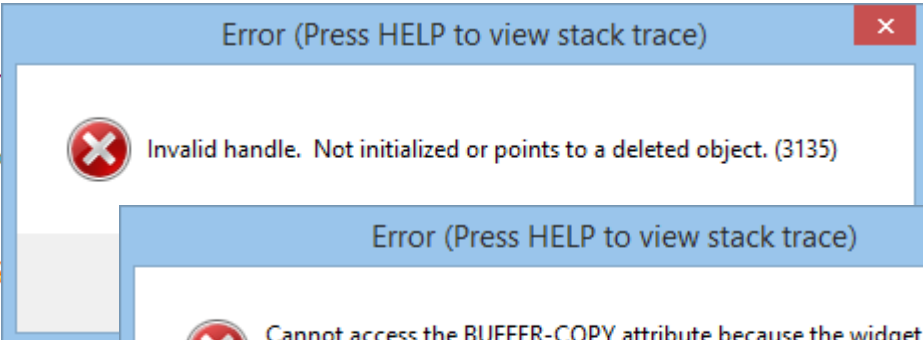 Error (Press HELP to view stack trace)
Invalid handle.  Not initialized or points to a deleted object. (3135)
Error (Press HELP to view stack trace)
Cannot access the BUFFER-COPY attribute because the widget